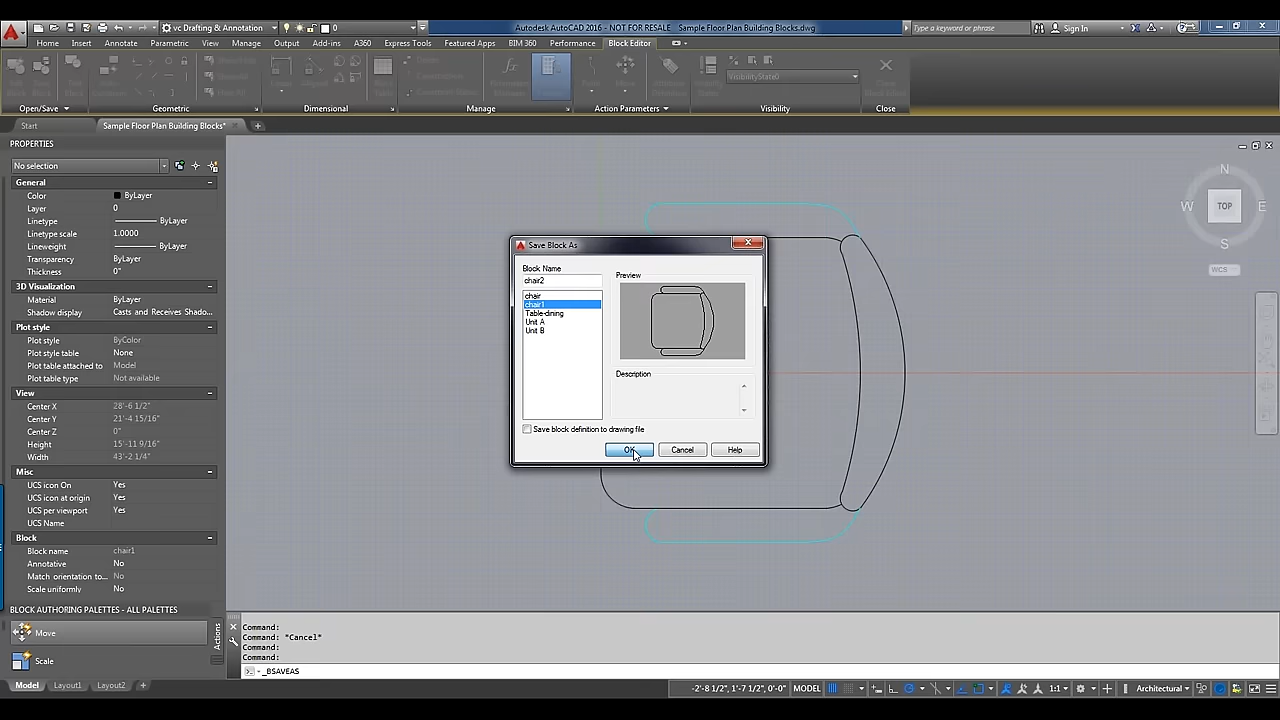 vc Drafting & Annotation
0
Autodesk AutoCAD 2016 - NOT FOR RESALE Sample Floor Plan Building Blocks.dwg
Type a keyword or phrase
Sign In
Home Insert Annotate Parametric View Manage Output Add-ins A360 Express Tools Featured Apps BIM 360 Performance Block Editor
VisibilityState0
Open/Save Geometric Dimensional Manage Action Parameters Visibility Close
Start Sample Floor Plan Building Blocks*
PROPERTIES
No selection
General
Color ByLayer
Layer 0
Linetype ByLayer
Linetype scale 1.0000
Lineweight ByLayer
Transparency ByLayer
Thickness 0"
3D Visualization
Material ByLayer
Shadow display Casts and Receives Shado...
Plot style
Plot style ByColor
Plot style table None
Plot table attached to Model
Plot table type Not available
View
Center X 28'-6 1/2"
Center Y 21'-4 15/16"
Center Z 0"
Height 15'-11 9/16"
Width 43'-2 1/4"
Misc
UCS icon On Yes
UCS icon at origin Yes
UCS per viewport Yes
UCS Name
Block
Block name chair1
Annotative No
Match orientation to... No
Scale uniformly No
BLOCK AUTHORING PALETTES - ALL PALETTES
Move
Scale
Actions
Save Block As
Block Name
chair2
chair
chair1
Table-dining
Unit A
Unit B
Preview
Description
Save block definition to drawing file
OK Cancel Help
N
W TOP E
S
WCS
Command:
Command: *Cancel*
Command:
Command:
_BSAVEAS
Model Layout1 Layout2 +
-2'-8 1/2", 1'-7 1/2", 0'-0" MODEL 1:1 Architectural